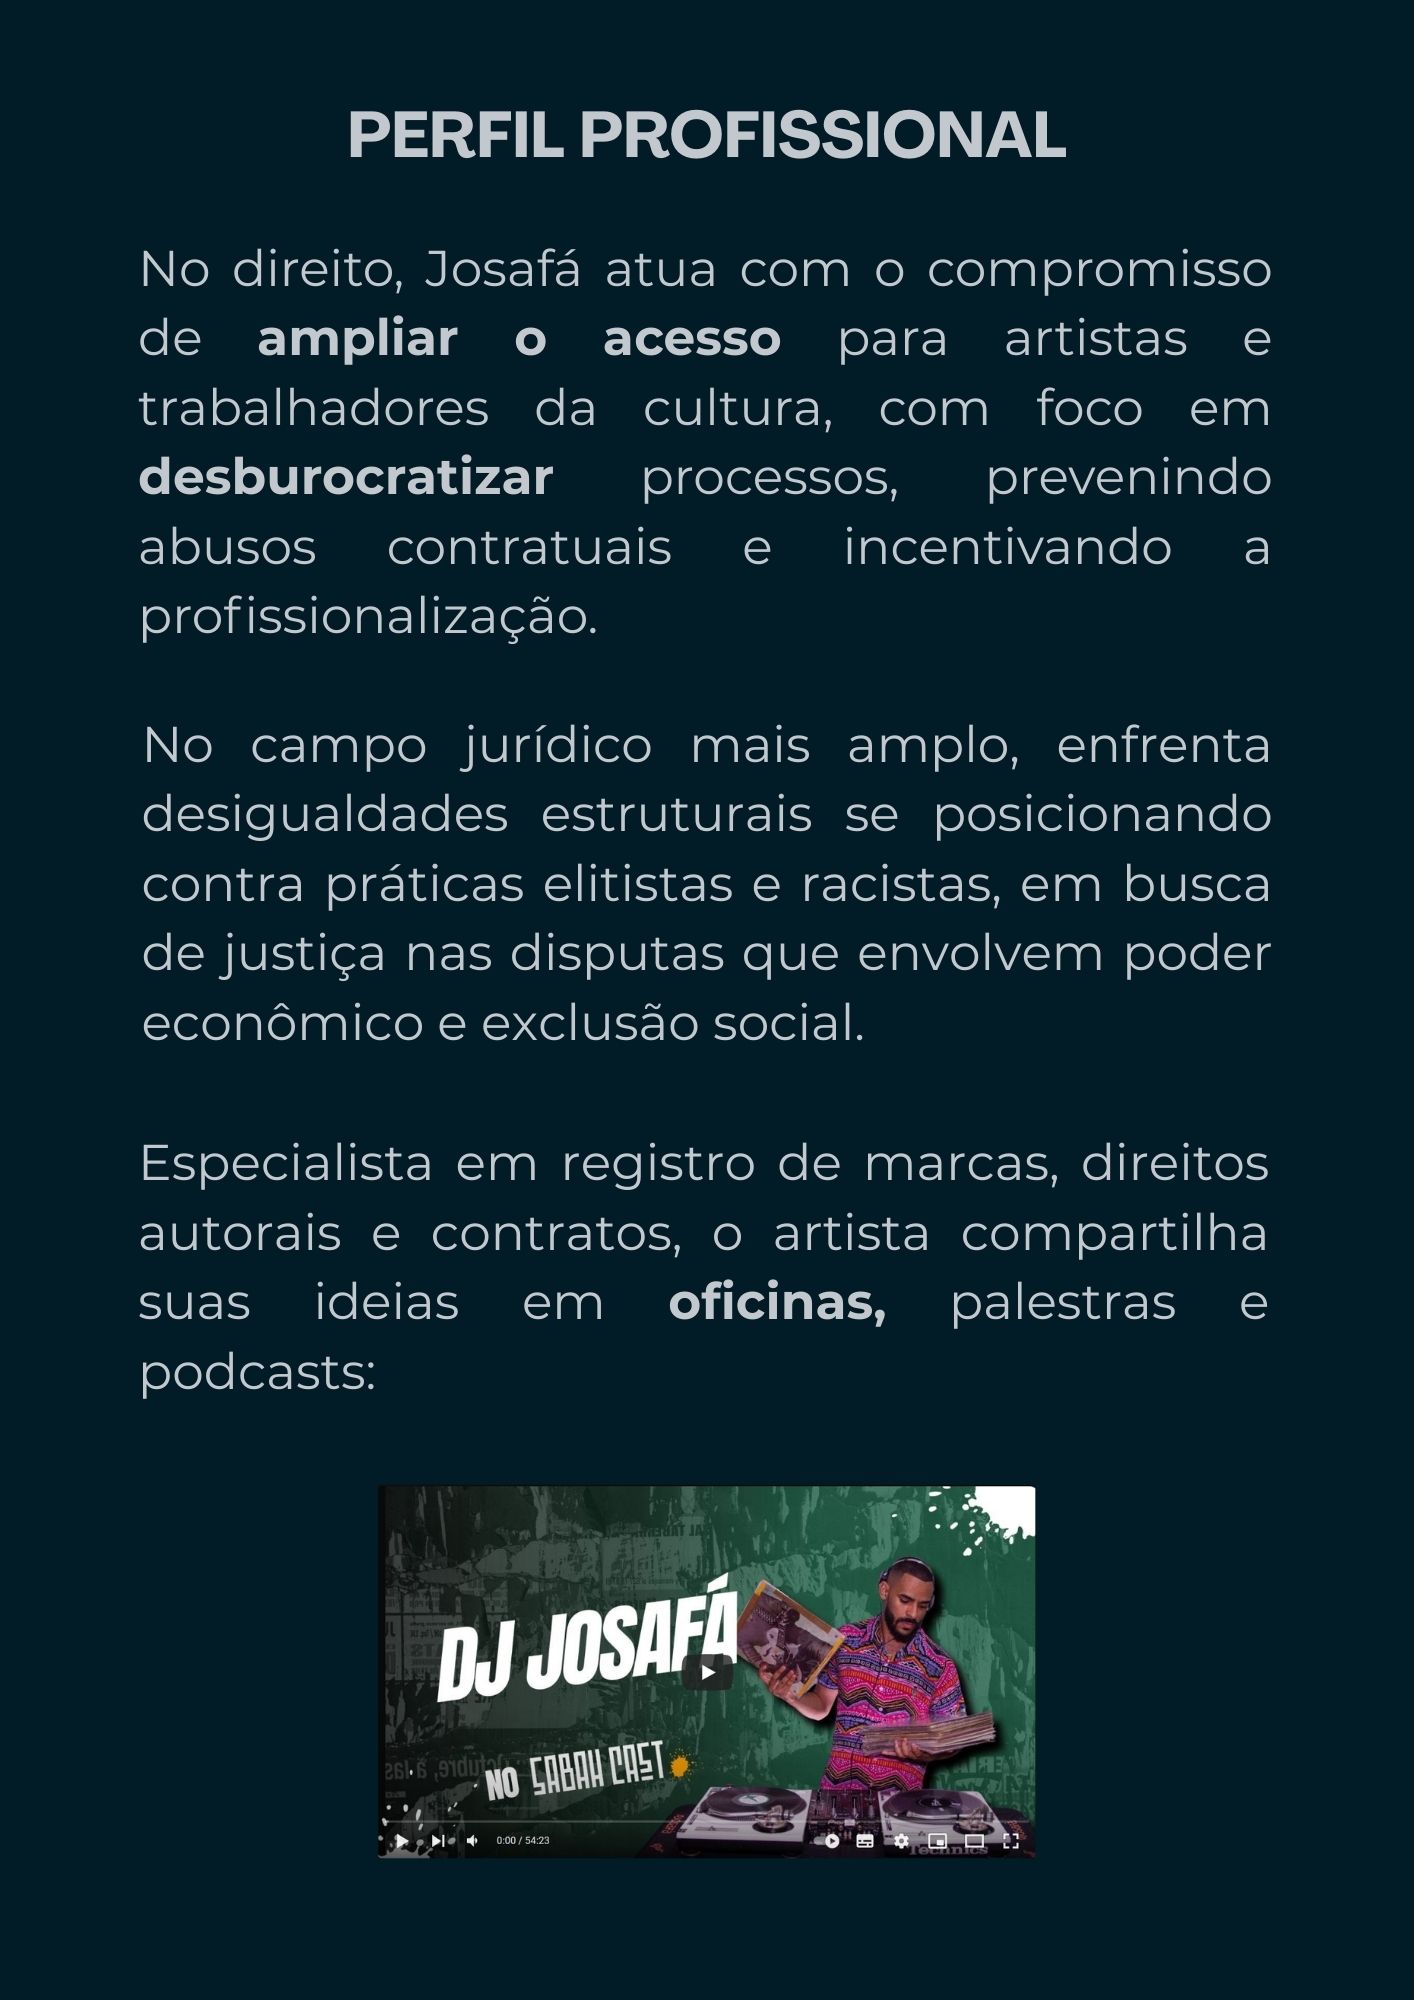 PERFIL PROFISSIONAL
No direito, Josafá atua com o compromisso
de ampliar o acesso para artistas e
trabalhadores da cultura, com foco em
desburocratizar processos, prevenindo
abusos contratuais e incentivando a
profissionalização.
No campo jurídico mais amplo, enfrenta
desigualdades estruturais se posicionando
contra práticas elitistas e racistas, em busca
de justiça nas disputas que envolvem poder
econômico e exclusão social.
Especialista em registro de marcas, direitos
autorais e contratos, o artista compartilha
suas ideias em oficinas, palestras e
podcasts:
DJ JOSAFÁ
NO SABAH CAST
0:00 / 54:23
Technics